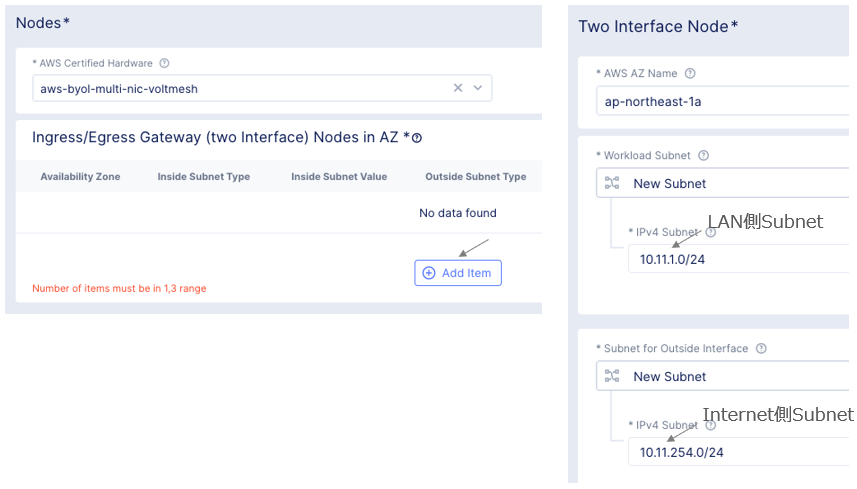 Nodes*
* AWS Certified Hardware
aws-byol-multi-nic-voltmesh
Ingress/Egress Gateway (two Interface) Nodes in AZ *
Availability Zone Inside Subnet Type Inside Subnet Value Outside Subnet Type
No data found
Add Item
Number of items must be in 1,3 range
Two Interface Node*
* AWS AZ Name
ap-northeast-1a
* Workload Subnet
New Subnet
LAN側Subnet
* IPv4 Subnet
10.11.1.0/24
* Subnet for Outside Interface
New Subnet
Internet側Subnet
* IPv4 Subnet
10.11.254.0/24